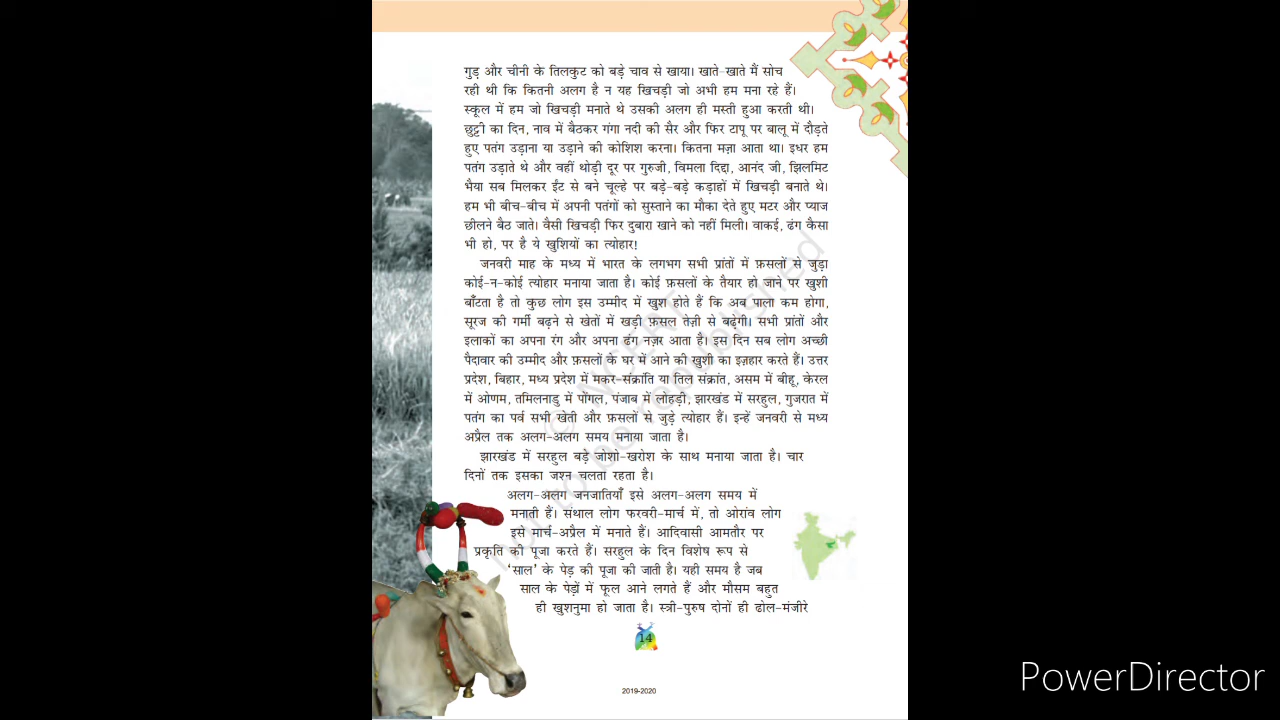 गुड़ और चीनी के तिलकुट को बड़े चाव से खाया। खाते-खाते मैं सोच
रही थी कि कितनी अलग है न यह खिचड़ी जो अभी हम मना रहे हैं।
स्कूल में हम जो खिचड़ी मनाते थे उसकी अलग ही मस्ती हुआ करती थी।
छुट्टी का दिन, नाव में बैठकर गंगा नदी की सैर और फिर टापू पर बालू में दौड़ते
हुए पतंग उड़ाना या उड़ाने की कोशिश करना। कितना मज़ा आता था। इधर हम
पतंग उड़ाते थे और वहीं थोड़ी दूर पर गुरुजी, विमला दिद्दा, आनंद जी, झिलमिट
भैया सब मिलकर ईंट से बने चूल्हे पर बड़े-बड़े कड़ाहों में खिचड़ी बनाते थे।
हम भी बीच-बीच में अपनी पतंगों को सुस्ताने का मौका देते हुए मटर और प्याज
छीलने बैठ जाते। वैसी खिचड़ी फिर दुबारा खाने को नहीं मिली। वाकई, ढंग कैसा
भी हो, पर है ये खुशियों का त्योहार!
जनवरी माह के मध्य में भारत के लगभग सभी प्रांतों में फ़सलों से जुड़ा
कोई-न-कोई त्योहार मनाया जाता है। कोई फ़सलों के तैयार हो जाने पर खुशी
बाँटता है तो कुछ लोग इस उम्मीद में खुश होते हैं कि अब पाला कम होगा,
सूरज की गर्मी बढ़ने से खेतों में खड़ी फ़सल तेज़ी से बढ़ेगी। सभी प्रांतों और
इलाकों का अपना रंग और अपना ढंग नज़र आता है। इस दिन सब लोग अच्छी
पैदावार की उम्मीद और फ़सलों के घर में आने की खुशी का इज़हार करते हैं। उत्तर
प्रदेश, बिहार, मध्य प्रदेश में मकर-संक्रांति या तिल संक्रांत, असम में बीहू, केरल
में ओणम, तमिलनाडु में पोंगल, पंजाब में लोहड़ी, झारखंड में सरहुल, गुजरात में
पतंग का पर्व सभी खेती और फ़सलों से जुड़े त्योहार हैं। इन्हें जनवरी से मध्य
अप्रैल तक अलग-अलग समय मनाया जाता है।
झारखंड में सरहुल बड़े जोशो-खरोश के साथ मनाया जाता है। चार
दिनों तक इसका जश्न चलता रहता है।
अलग-अलग जनजातियाँ इसे अलग-अलग समय में
मनाती हैं। संथाल लोग फरवरी-मार्च में, तो ओरांव लोग
इसे मार्च-अप्रैल में मनाते हैं। आदिवासी आमतौर पर
प्रकृति की पूजा करते हैं। सरहुल के दिन विशेष रूप से
‘साल’ के पेड़ की पूजा की जाती है। यही समय है जब
साल के पेड़ों में फूल आने लगते हैं और मौसम बहुत
ही खुशनुमा हो जाता है। स्त्री-पुरुष दोनों ही ढोल-मंजीरे
14
2019-2020
© NCERT
not to be republished
PowerDirector